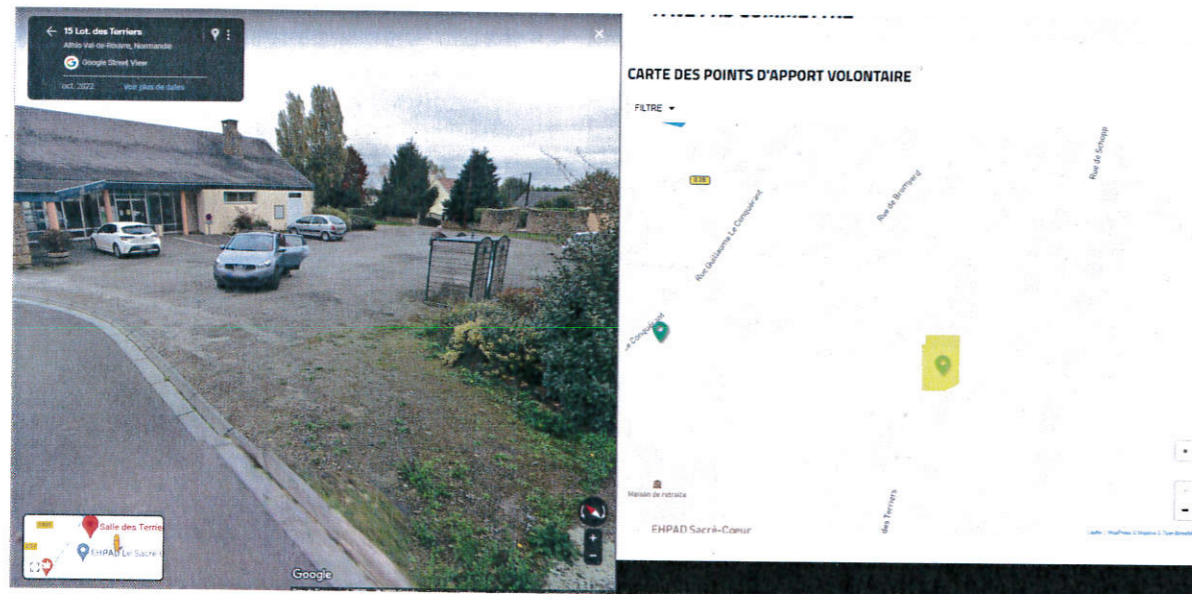 15 Lot. des Terriers
Athis-Val-de-Rouvre, Normandie
Google Street View
oct. 2022 Voir plus de dates
Salle des Terrie
EHPAD Le Sacré-C
Google
CARTE DES POINTS D'APPORT VOLONTAIRE
FILTRE
Rue de Schopp
Rue de Bromyard
Rue Guillaume Le Conquérant
Le Conquérant
Maison de retraite
EHPAD Sacré-Coeur
des Terriers